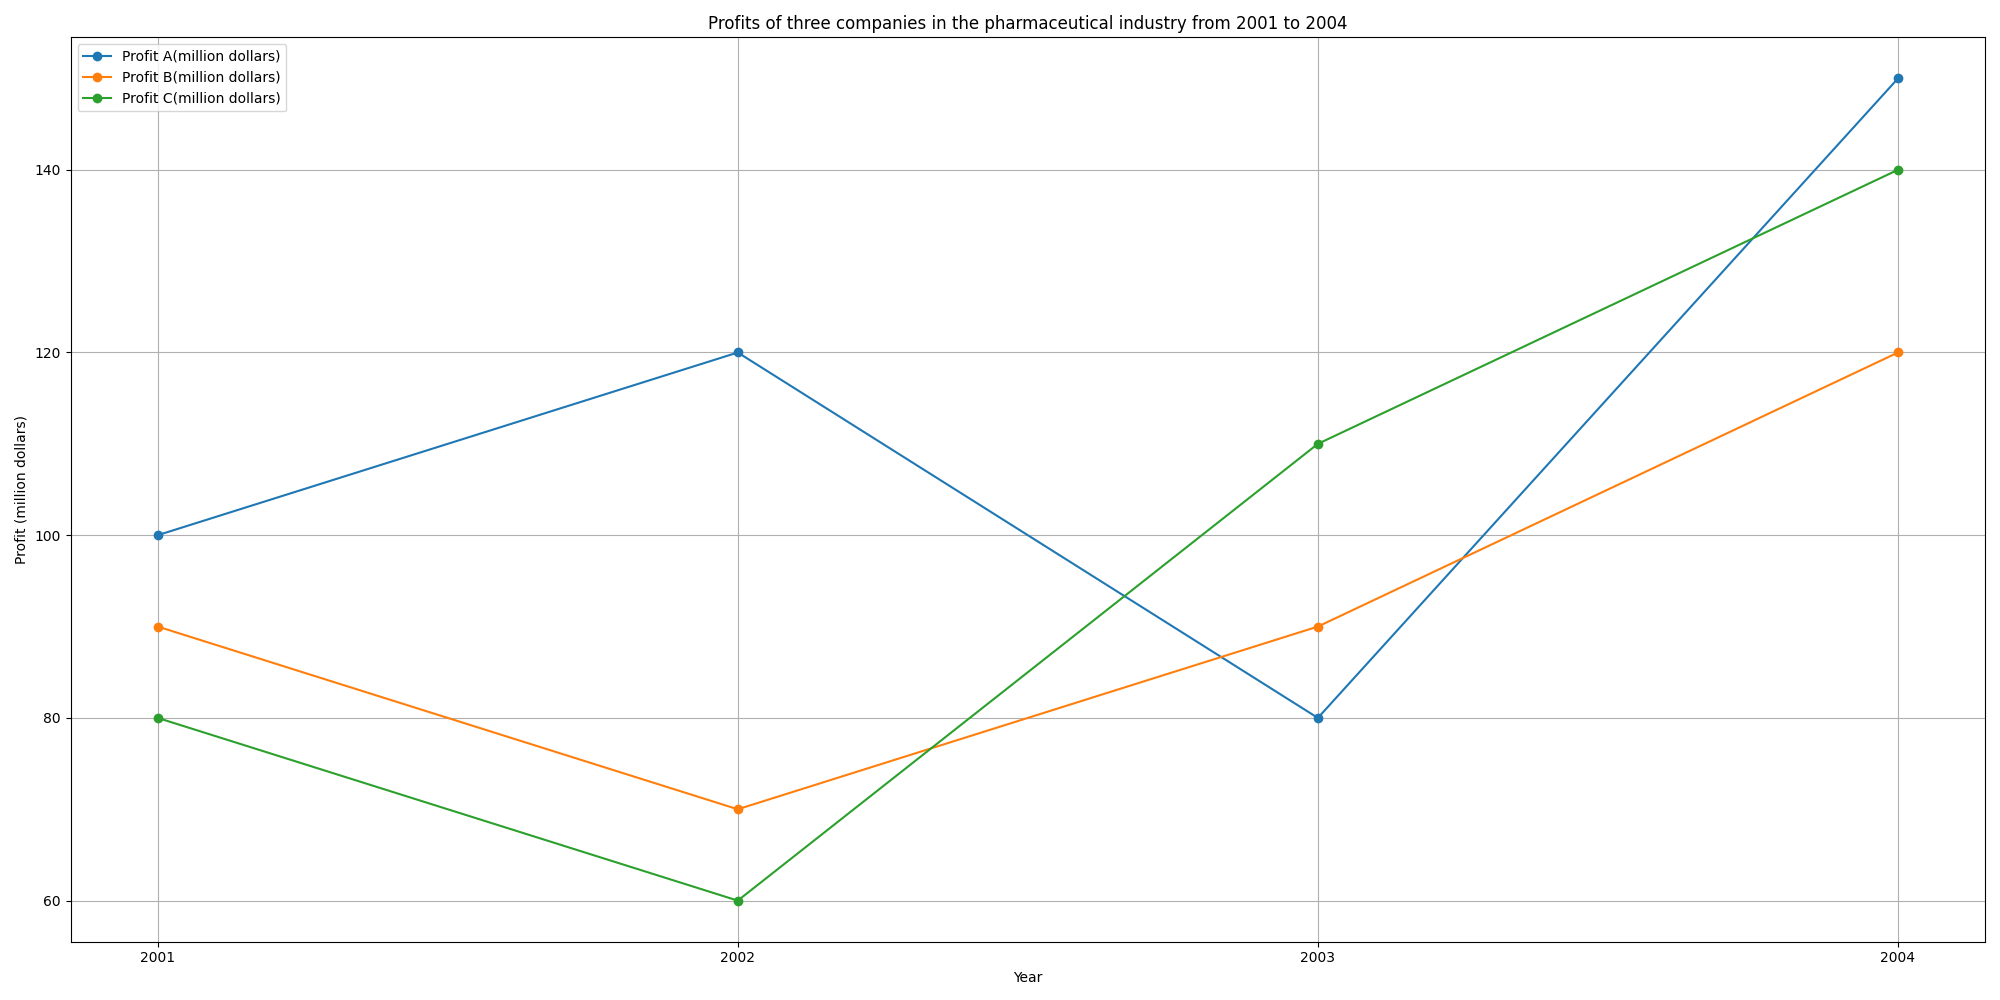 Profits of three companies in the pharmaceutical industry from 2001 to 2004
Profit A(million dollars)
Profit B(million dollars)
Profit C(million dollars)
Profit (million dollars)
140
120
100
80
60
2001
2002
2003
2004
Year